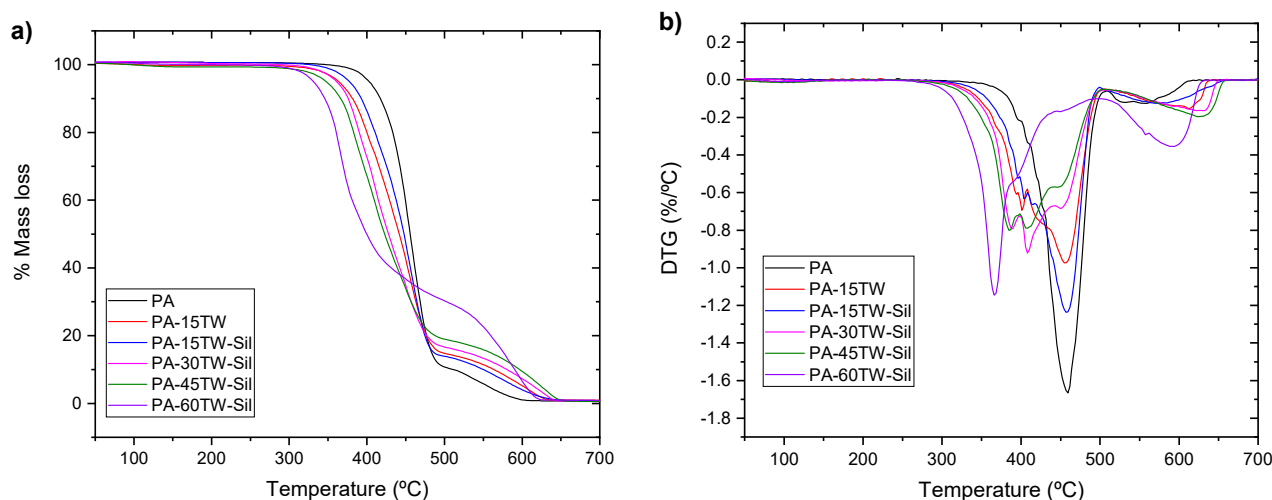 a)
% Mass loss
100
80
60
40
20
0
PA
PA-15TW
PA-15TW-Sil
PA-30TW-Sil
PA-45TW-Sil
PA-60TW-Sil
100 200 300 400 500 600 700
Temperature (ºC)
b)
DTG (%/ºC)
0.2
0.0
-0.2
-0.4
-0.6
-0.8
-1.0
-1.2
-1.4
-1.6
-1.8
PA
PA-15TW
PA-15TW-Sil
PA-30TW-Sil
PA-45TW-Sil
PA-60TW-Sil
100 200 300 400 500 600 700
Temperature (ºC)